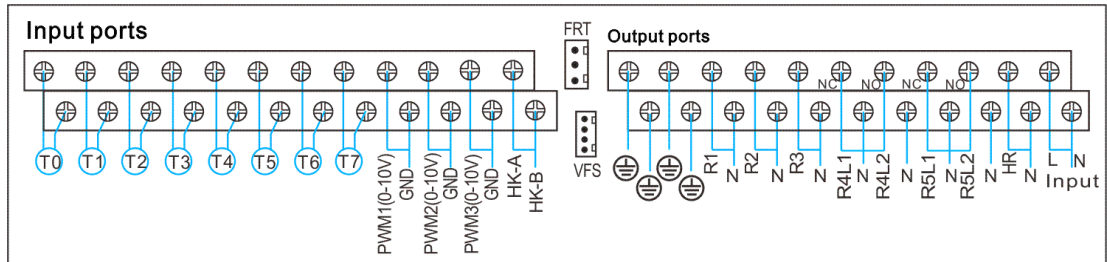 Input ports
FRT
Output ports
NC
NO
NC
NO
T0
T1
T2
T3
T4
T5
T6
T7
PWM1(0-10V)
GND
PWM2(0-10V)
GND
PWM3(0-10V)
GND
HK-A
HK-B
VFS
R1
N
R2
N
R3
N
R4L1
R4L2
N
R5L1
R5L2
N
HR
N
L
N
Input